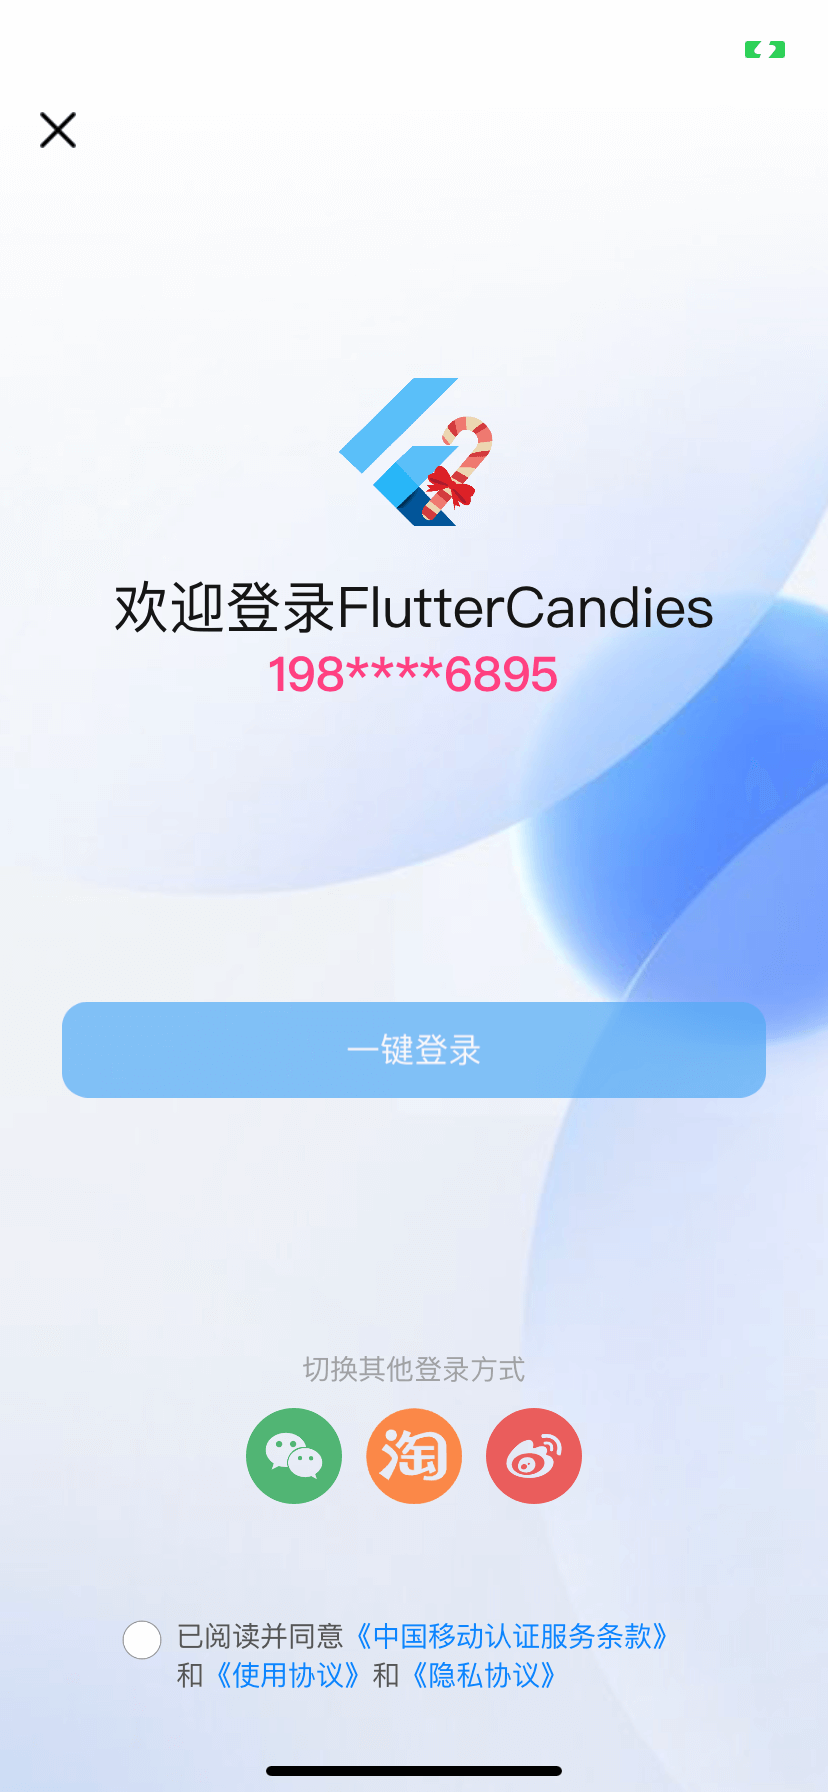 欢迎登录FlutterCandies
198****6895
一键登录
切换其他登录方式
淘
已阅读并同意《中国移动认证服务条款》
和《使用协议》和《隐私协议》